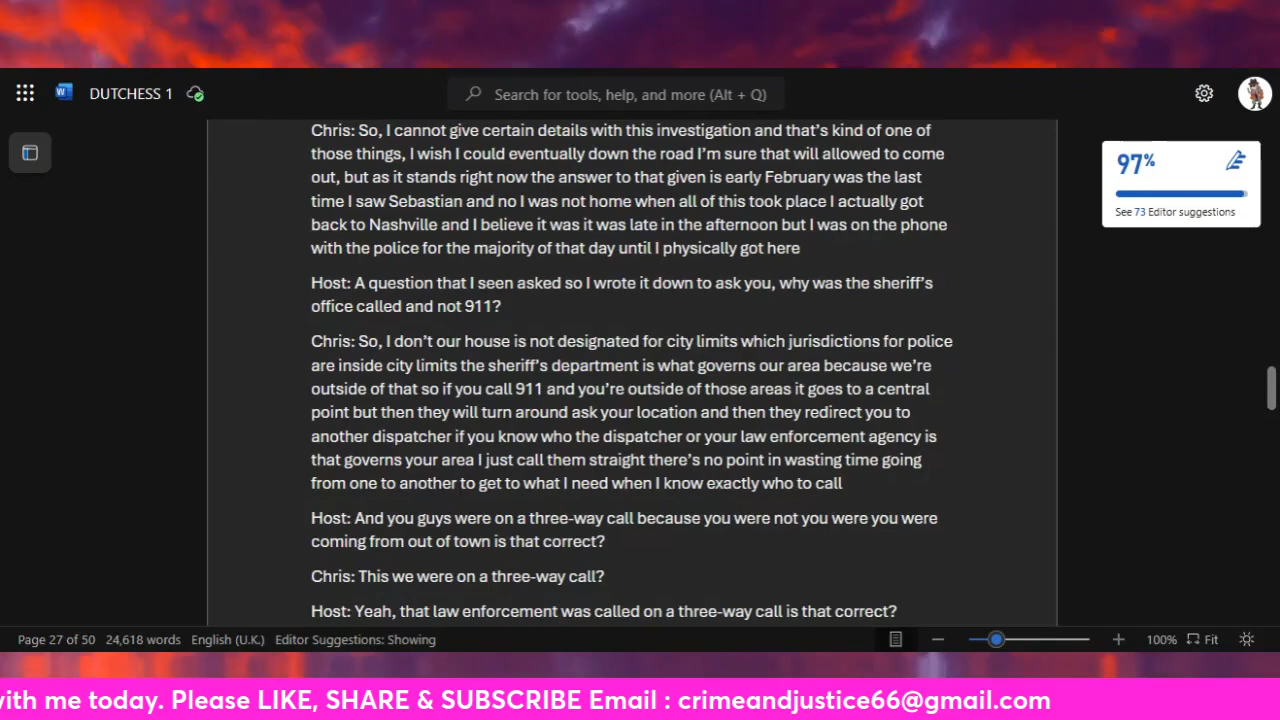 DUTCHESS 1
Search for tools, help, and more (Alt + Q)
Chris: So, I cannot give certain details with this investigation and that's kind of one of
those things, I wish I could eventually down the road I'm sure that will allowed to come
out, but as it stands right now the answer to that given is early February was the last
time I saw Sebastian and no I was not home when all of this took place I actually got
back to Nashville and I believe it was it was late in the afternoon but I was on the phone
with the police for the majority of that day until I physically got here
Host: A question that I seen asked so I wrote it down to ask you, why was the sheriff's
office called and not 911?
Chris: So, I don't our house is not designated for city limits which jurisdictions for police
are inside city limits the sheriff's department is what governs our area because we're
outside of that so if you call 911 and you're outside of those areas it goes to a central
point but then they will turn around ask your location and then they redirect you to
another dispatcher if you know who the dispatcher or your law enforcement agency is
that governs your area I just call them straight there's no point in wasting time going
from one to another to get to what I need when I know exactly who to call
Host: And you guys were on a three-way call because you were not you were you were
coming from out of town is that correct?
Chris: This we were on a three-way call?
Host: Yeah, that law enforcement was called on a three-way call is that correct?
97%
See 73 Editor suggestions
Page 27 of 50 24,618 words English (U.K.) Editor Suggestions: Showing 100% Fit
with me today. Please LIKE, SHARE & SUBSCRIBE Email : crimeandjustice66@gmail.com